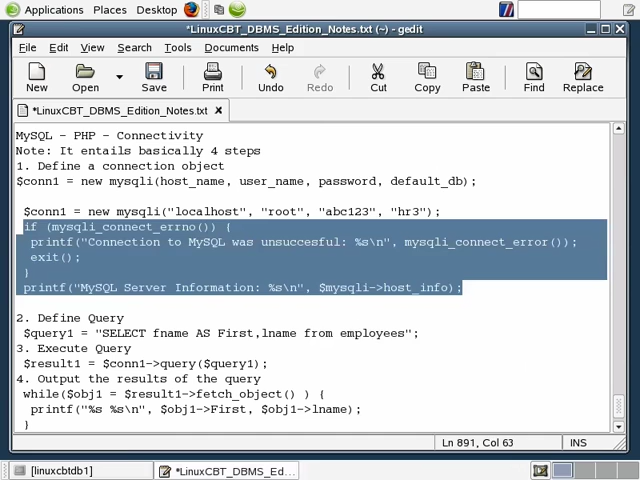 Applications Places Desktop
*LinuxCBT_DBMS_Edition_Notes.txt (~) - gedit
File Edit View Search Tools Documents Help
New Open Save Print Undo Redo Cut Copy Paste Find Replace
*LinuxCBT_DBMS_Edition_Notes.txt
MySQL - PHP - Connectivity
Note: It entails basically 4 steps
1. Define a connection object
$conn1 = new mysqli(host_name, user_name, password, default_db);
$conn1 = new mysqli("localhost", "root", "abc123", "hr3");
if (mysqli_connect_errno()) {
printf("Connection to MySQL was unsuccesful: %s\n", mysqli_connect_error());
exit();
}
printf("MySQL Server Information: %s\n", $mysqli->host_info);
2. Define Query
$query1 = "SELECT fname AS First,lname from employees";
3. Execute Query
$result1 = $conn1->query($query1);
4. Output the results of the query
while($obj1 = $result1->fetch_object() ) {
printf("%s %s\n", $obj1->First, $obj1->lname);
}
Ln 891, Col 63 INS
[linuxcbtdb1] *LinuxCBT_DBMS_Ed...